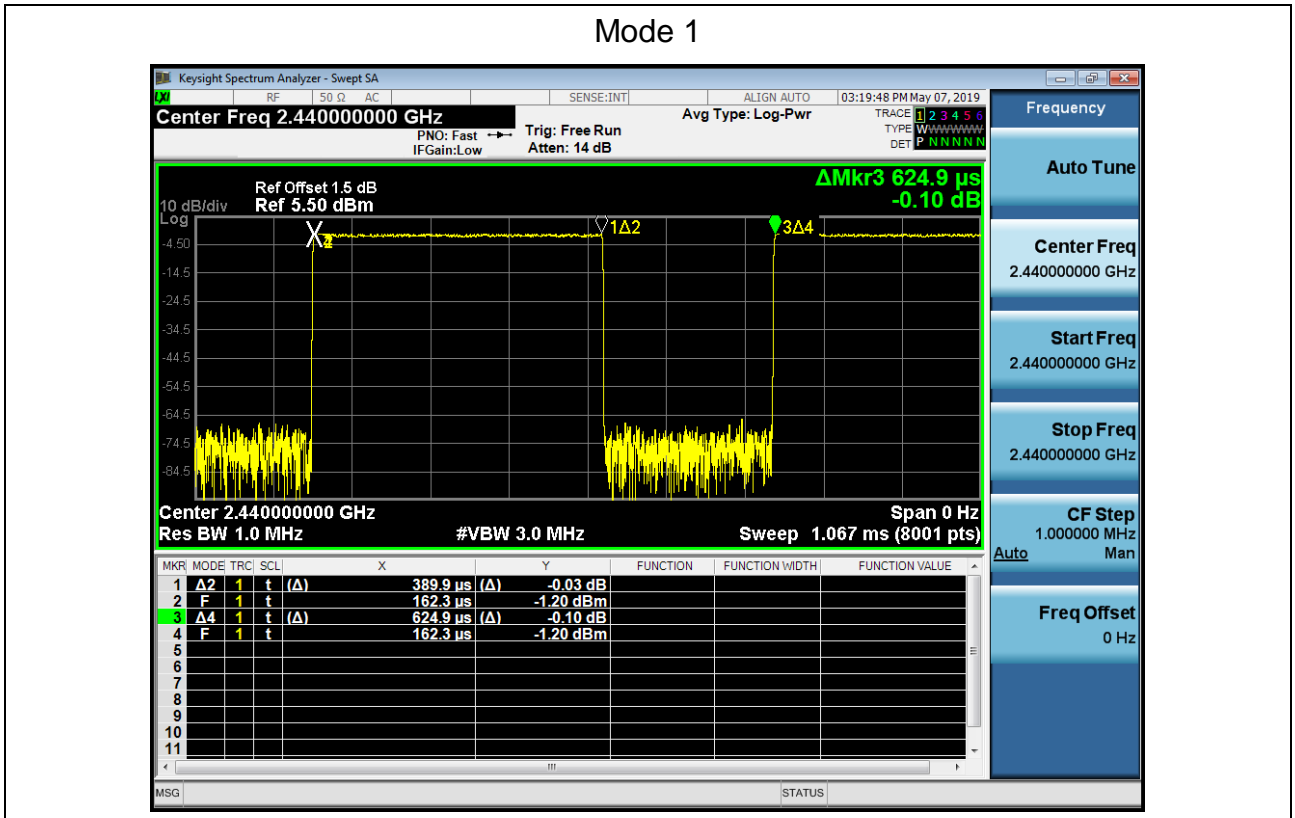 Mode 1
Keysight Spectrum Analyzer - Swept SA
LXI RF 50 Ω AC SENSE:INT ALIGN AUTO 03:19:48 PM May 07, 2019
Center Freq 2.440000000 GHz
PNO: Fast
IFGain:Low
Trig: Free Run
Atten: 14 dB
Avg Type: Log-Pwr
TRACE 1 2 3 4 5 6
TYPE WWWWWW
DET P N N N N N
Frequency
Auto Tune
Center Freq
2.440000000 GHz
Start Freq
2.440000000 GHz
Stop Freq
2.440000000 GHz
CF Step
1.000000 MHz
Auto Man
Freq Offset
0 Hz
ΔMkr3 624.9 µs
-0.10 dB
Ref Offset 1.5 dB
10 dB/div Ref 5.50 dBm
Log
1Δ2
3Δ4
-4.50
-14.5
-24.5
-34.5
-44.5
-54.5
-64.5
-74.5
-84.5
Center 2.440000000 GHz Span 0 Hz
Res BW 1.0 MHz #VBW 3.0 MHz Sweep 1.067 ms (8001 pts)
MKR MODE TRC SCL X Y FUNCTION FUNCTION WIDTH FUNCTION VALUE
1 Δ2 1 t (Δ) 389.9 µs (Δ) -0.03 dB
2 F 1 t 162.3 µs -1.20 dBm
3 Δ4 1 t (Δ) 624.9 µs (Δ) -0.10 dB
4 F 1 t 162.3 µs -1.20 dBm
5
6
7
8
9
10
11
MSG STATUS